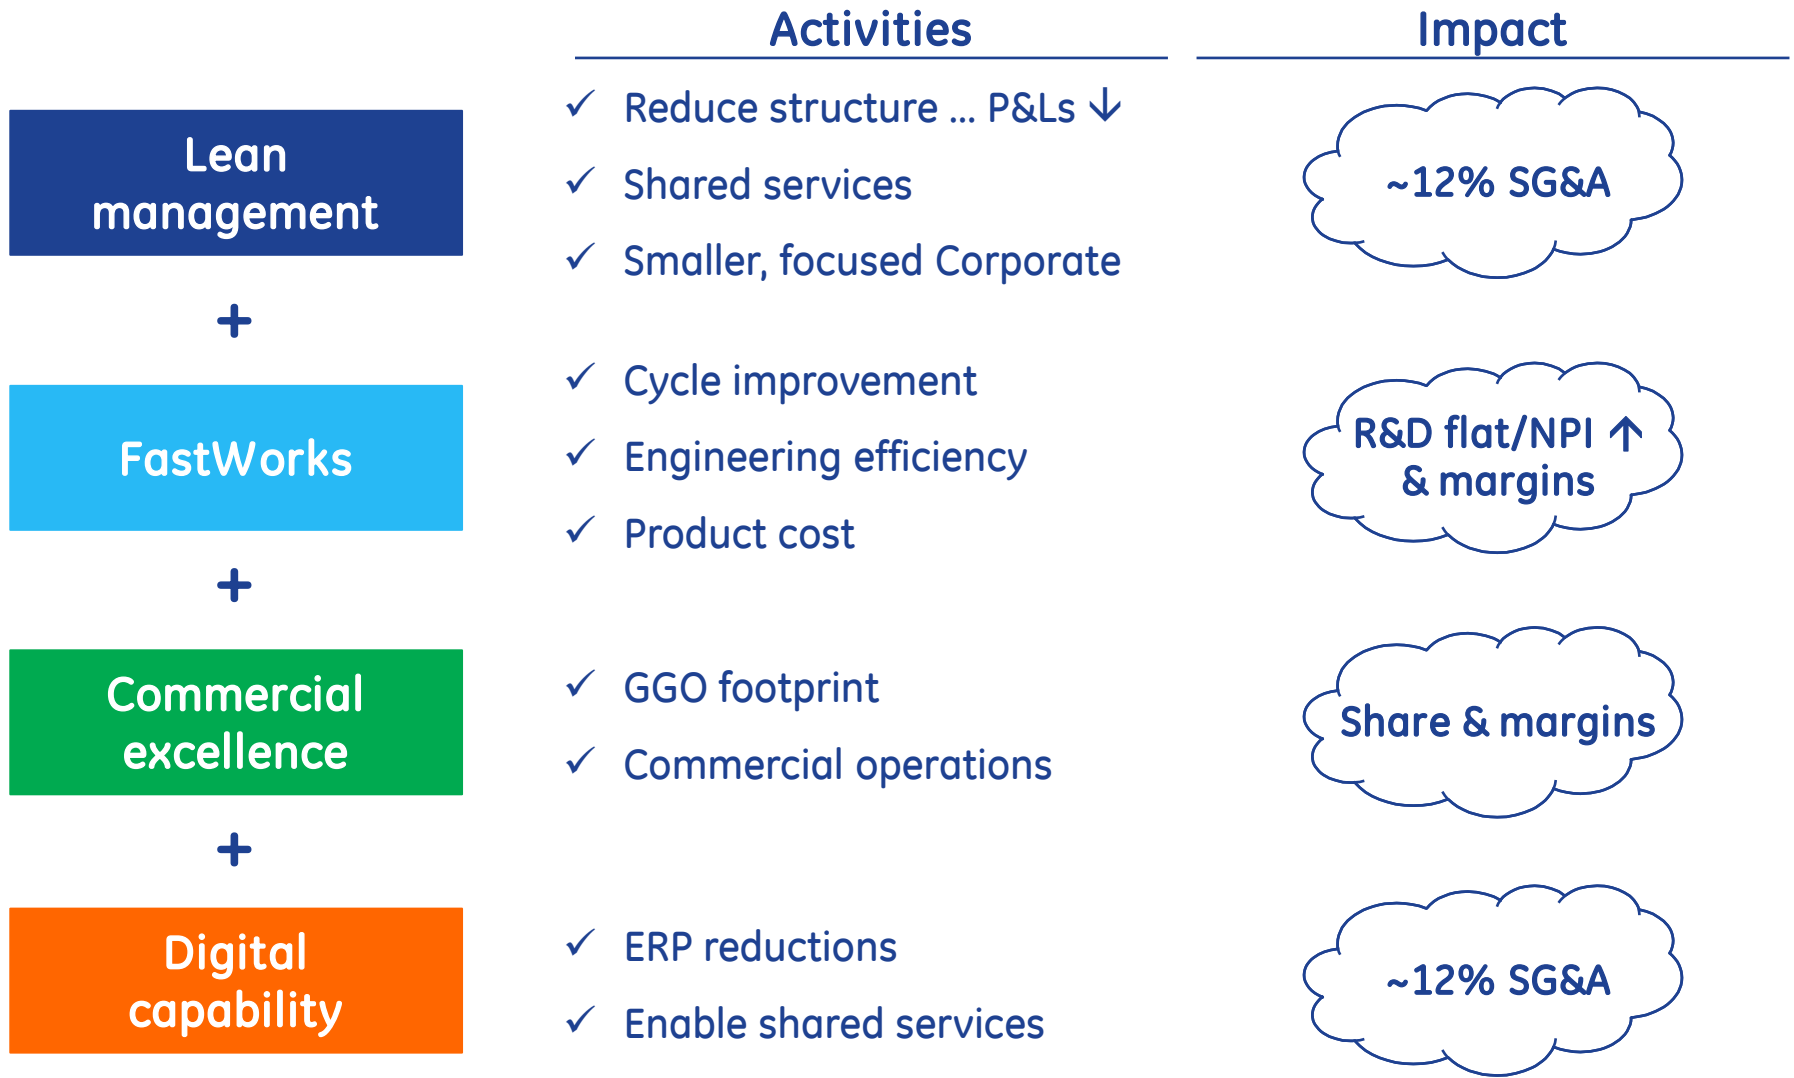 Activities
Impact
Lean
management
✓ Reduce structure ... P&Ls ↓
✓ Shared services
✓ Smaller, focused Corporate
~12% SG&A
+
FastWorks
✓ Cycle improvement
✓ Engineering efficiency
✓ Product cost
R&D flat/NPI ↑
& margins
+
Commercial
excellence
✓ GGO footprint
✓ Commercial operations
Share & margins
+
Digital
capability
✓ ERP reductions
✓ Enable shared services
~12% SG&A